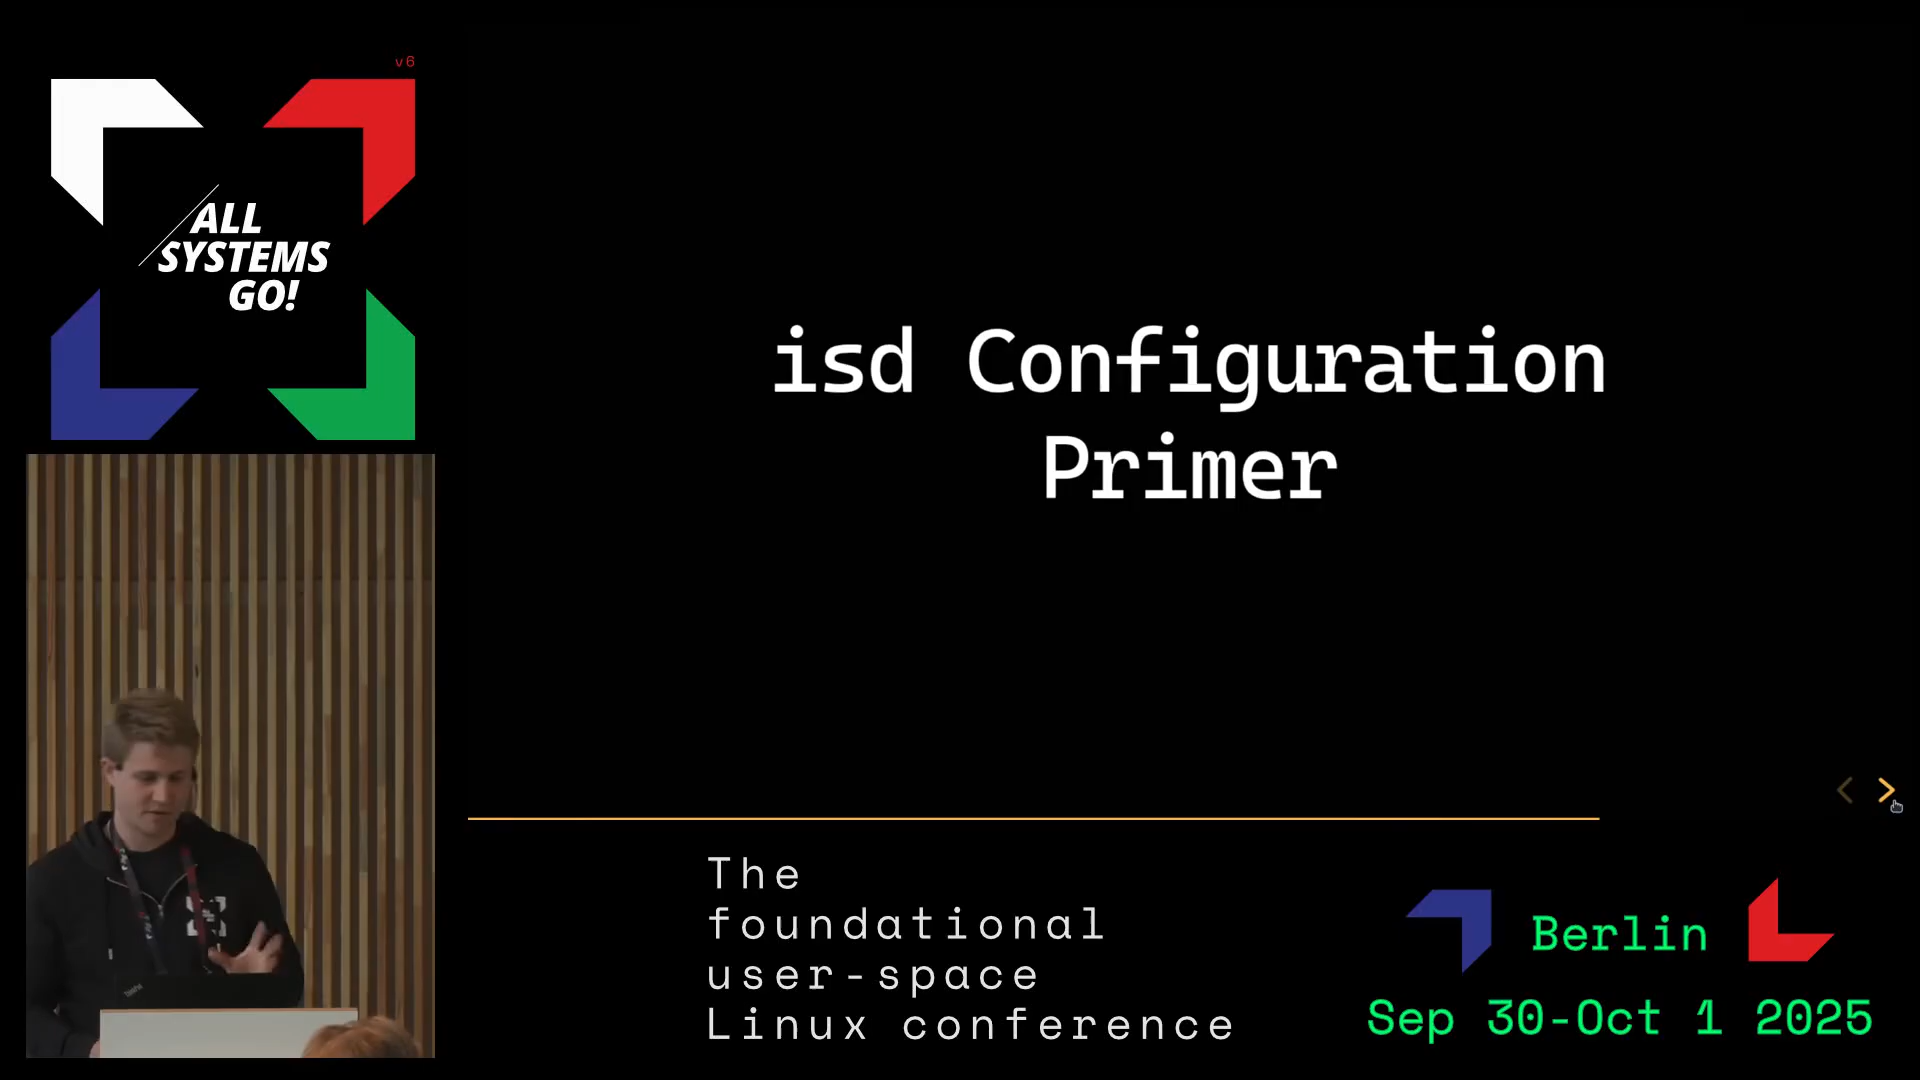 v6
ALL
SYSTEMS
GO!
isd Configuration
Primer
The
foundational
user-space
Linux conference
Berlin
Sep 30-Oct 1 2025